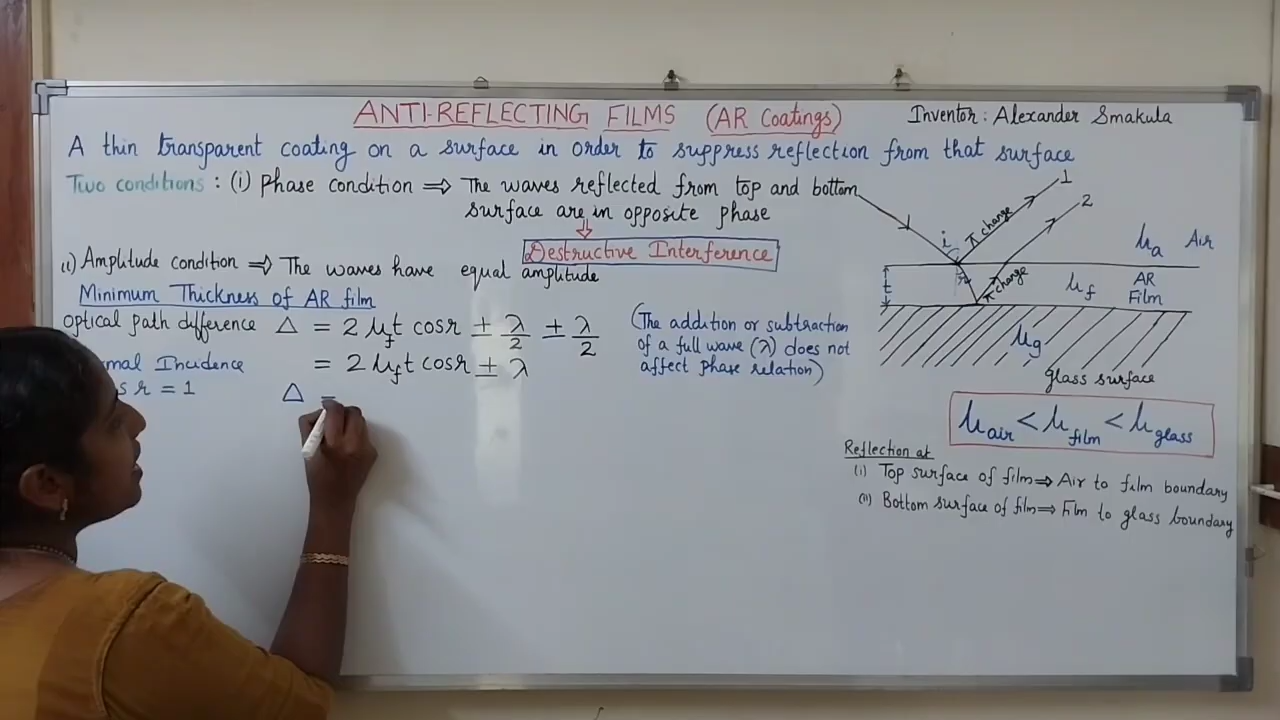 ANTI-REFLECTING FILMS (AR Coatings)
Inventor: Alexander Smakula
A thin transparent coating on a surface in order to suppress reflection from that surface
Two conditions: (i) Phase condition ⇒ The waves reflected from top and bottom
surface are in opposite phase
⇓
Destructive Interference
(ii) Amplitude condition ⇒ The waves have equal amplitude
Minimum Thickness of AR film
Optical path difference Δ = 2 μf t cosr ± λ/2 ± λ/2
= 2 μf t cosr ± λ
(The addition or subtraction
of a full wave (λ) does not
affect phase relation)
mal Incidence
s r = 1
Δ =
1
2
π change
π change
i
r
t
μa Air
μf
AR
Film
μg
glass surface
μair < μfilm < μglass
Reflection at
(i) Top surface of film ⇒ Air to film boundary
(ii) Bottom surface of film ⇒ Film to glass boundary